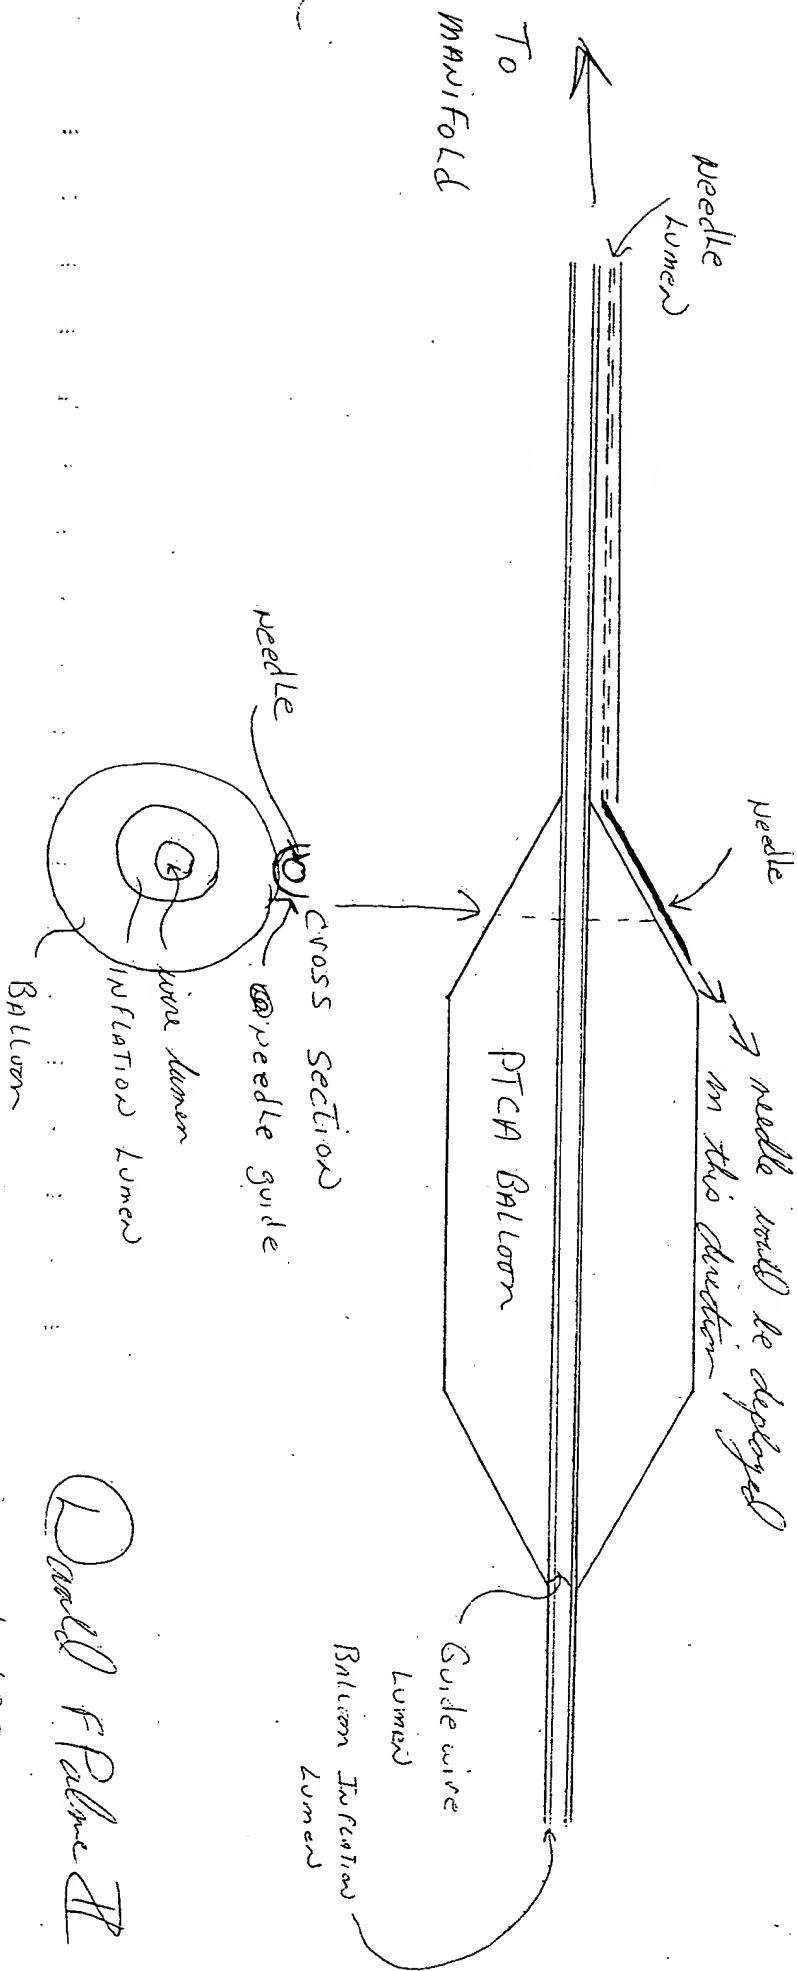 To
MANIFOLd
Needle
Lumen
Needle
needle would be deployed
in this direction
PTCA BALLOON
Needle
Cross Section
needle guide
wire lumen
INFLATION Lumen
BALLOON
Guide wire
Lumen
Balloon INFLATION
Lumen